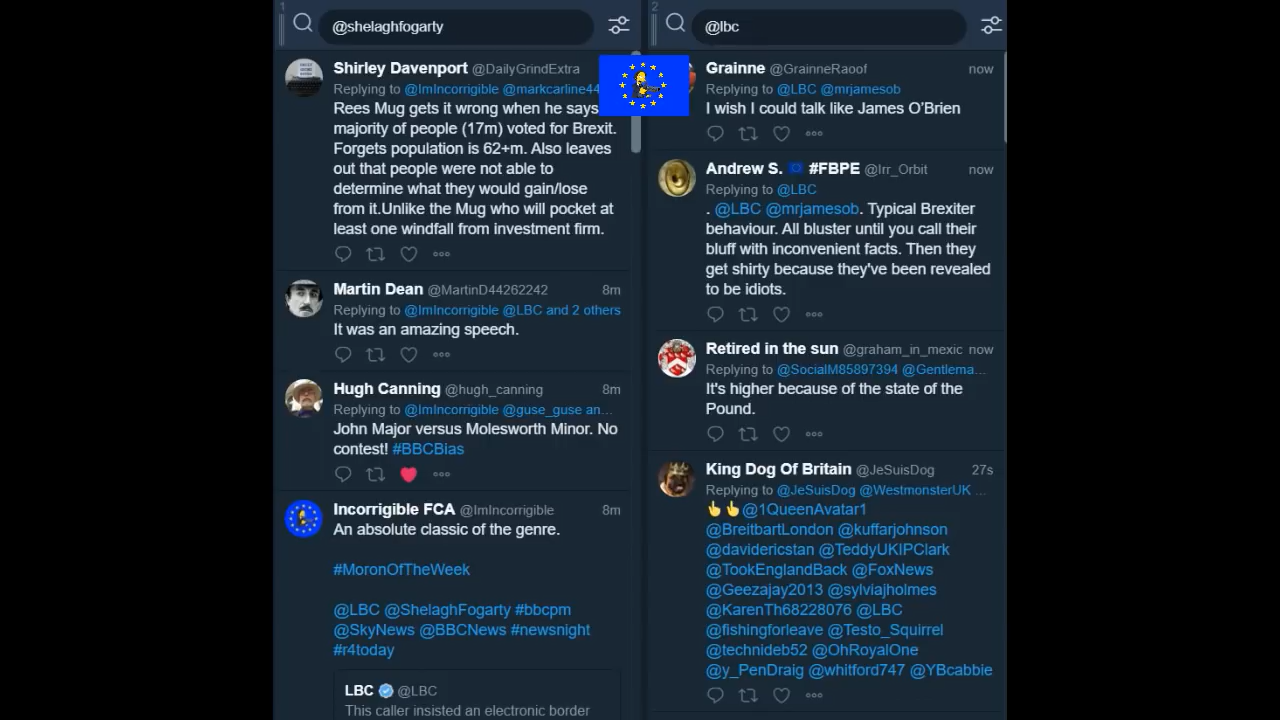 1
@shelaghfogarty
Shirley Davenport @DailyGrindExtra
Replying to @ImIncorrigible @markcarline44
Rees Mug gets it wrong when he says
majority of people (17m) voted for Brexit.
Forgets population is 62+m. Also leaves
out that people were not able to
determine what they would gain/lose
from it.Unlike the Mug who will pocket at
least one windfall from investment firm.
Martin Dean @MartinD44262242 8m
Replying to @ImIncorrigible @LBC and 2 others
It was an amazing speech.
Hugh Canning @hugh_canning 8m
Replying to @ImIncorrigible @guse_guse an...
John Major versus Molesworth Minor. No
contest! #BBCBias
Incorrigible FCA @ImIncorrigible 8m
An absolute classic of the genre.
#MoronOfTheWeek
@LBC @ShelaghFogarty #bbcpm
@SkyNews @BBCNews #newsnight
#r4today
LBC @LBC
This caller insisted an electronic border
2
@lbc
Grainne @GrainneRaoof now
Replying to @LBC @mrjamesob
I wish I could talk like James O'Brien
Andrew S. #FBPE @Irr_Orbit now
Replying to @LBC
. @LBC @mrjamesob. Typical Brexiter
behaviour. All bluster until you call their
bluff with inconvenient facts. Then they
get shirty because they've been revealed
to be idiots.
Retired in the sun @graham_in_mexic now
Replying to @SocialM85897394 @Gentlema...
It's higher because of the state of the
Pound.
King Dog Of Britain @JeSuisDog 27s
Replying to @JeSuisDog @WestmonsterUK ...
👆👆@1QueenAvatar1
@BreitbartLondon @kuffarjohnson
@davidericstan @TeddyUKIPClark
@TookEnglandBack @FoxNews
@Geezajay2013 @sylviajholmes
@KarenTh68228076 @LBC
@fishingforleave @Testo_Squirrel
@technideb52 @OhRoyalOne
@y_PenDraig @whitford747 @YBcabbie